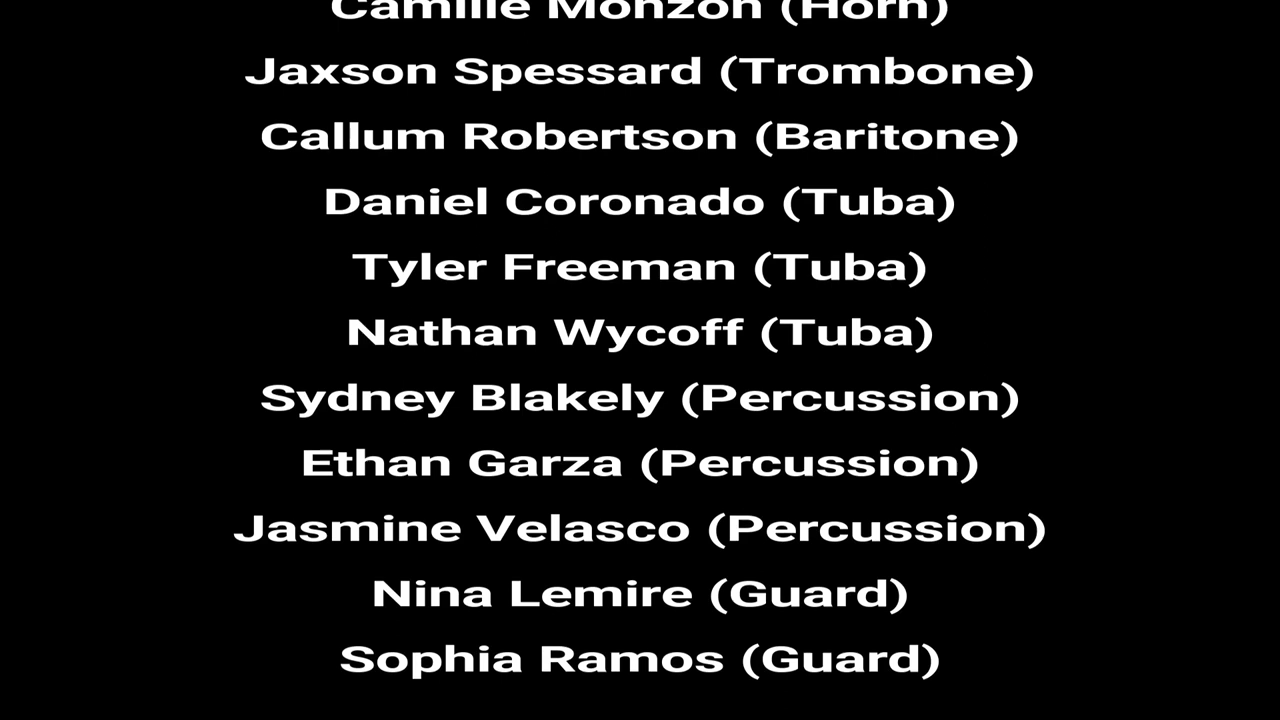 Camille Monzon (Horn)
Jaxson Spessard (Trombone)
Callum Robertson (Baritone)
Daniel Coronado (Tuba)
Tyler Freeman (Tuba)
Nathan Wycoff (Tuba)
Sydney Blakely (Percussion)
Ethan Garza (Percussion)
Jasmine Velasco (Percussion)
Nina Lemire (Guard)
Sophia Ramos (Guard)